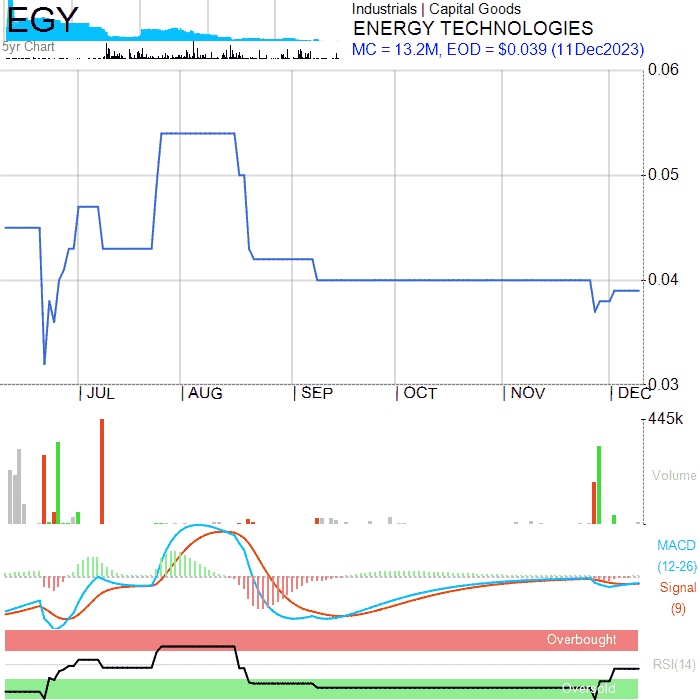 EGY
5yr Chart
Industrials | Capital Goods
ENERGY TECHNOLOGIES
MC = 13.2M, EOD = $0.039 (11Dec2023)
0.06
0.05
0.04
0.03
JUL AUG SEP OCT NOV DEC
445k
Volume
MACD
(12-26)
Signal
(9)
Overbought
RSI(14)
Oversold